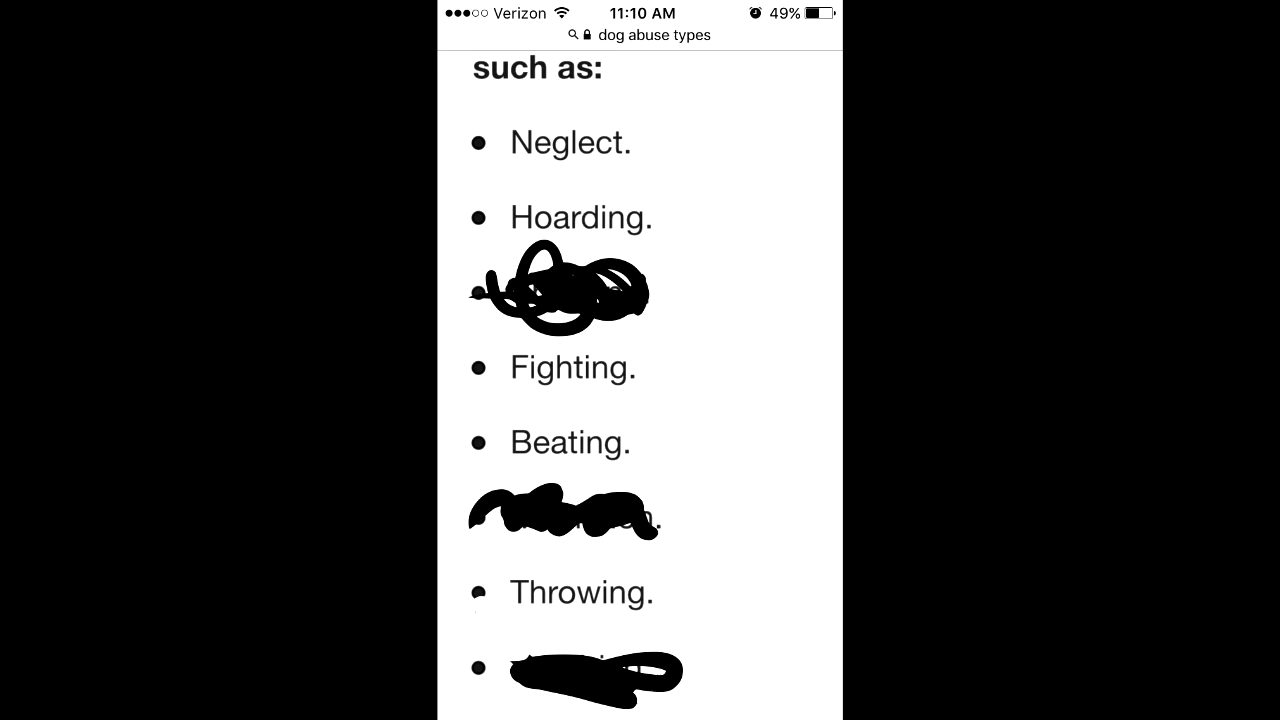 Verizon 11:10 AM 49%
dog abuse types
such as:
• Neglect.
• Hoarding.
• Fighting.
• Beating.
• Throwing.